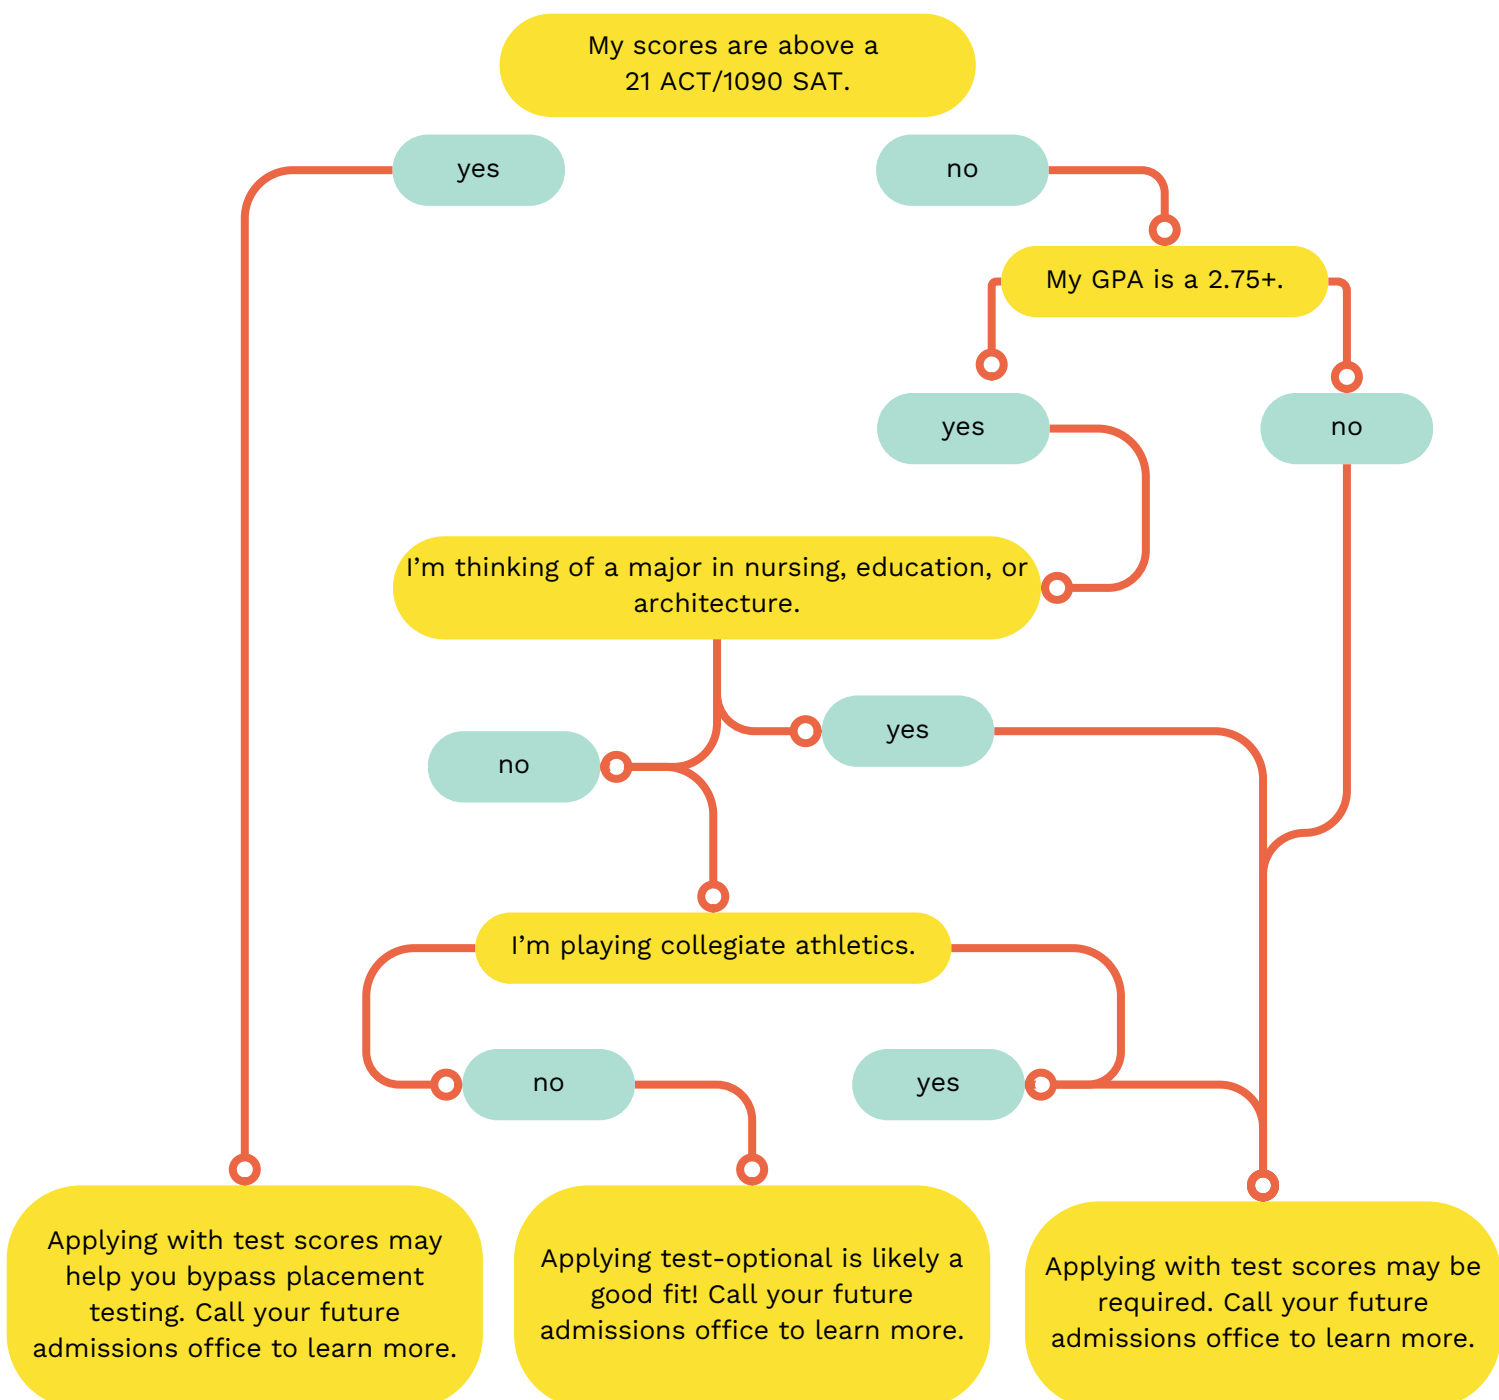 My scores are above a
21 ACT/1090 SAT.
yes
no
My GPA is a 2.75+.
yes
no
I’m thinking of a major in nursing, education, or
architecture.
yes
no
I’m playing collegiate athletics.
no
yes
Applying with test scores may
help you bypass placement
testing. Call your future
admissions office to learn more.
Applying test-optional is likely a
good fit! Call your future
admissions office to learn more.
Applying with test scores may be
required. Call your future
admissions office to learn more.